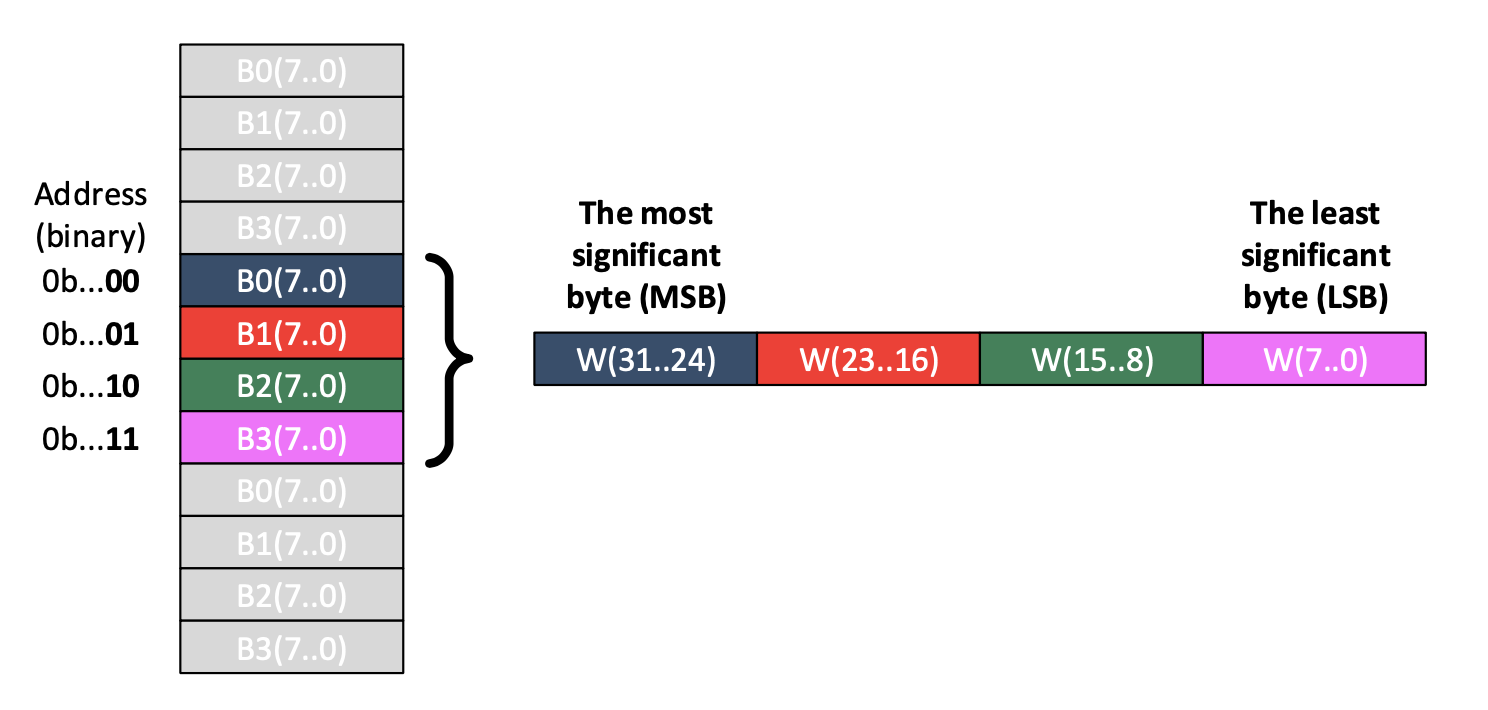 B0(7..0)
B1(7..0)
B2(7..0)
B3(7..0)
Address
(binary)
0b...00
B0(7..0)
0b...01
B1(7..0)
0b...10
B2(7..0)
0b...11
B3(7..0)
B0(7..0)
B1(7..0)
B2(7..0)
B3(7..0)
The most
significant
byte (MSB)
The least
significant
byte (LSB)
W(31..24)
W(23..16)
W(15..8)
W(7..0)